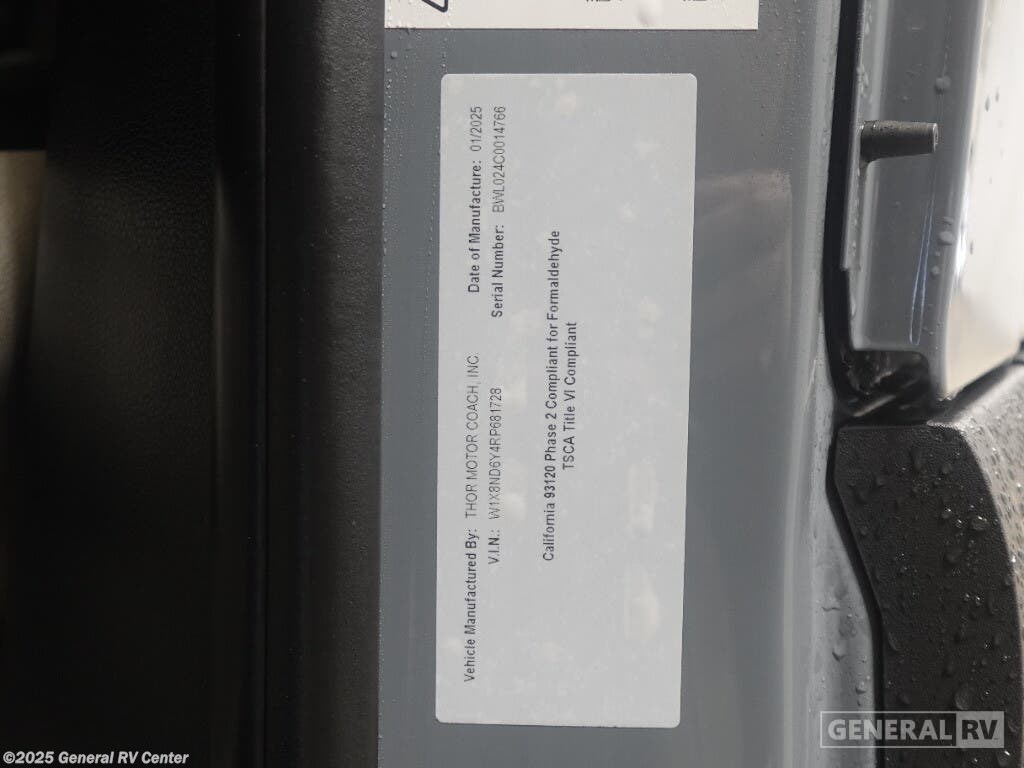 Vehicle Manufactured By: THOR MOTOR COACH, INC. Date of Manufacture: 01/2025
V.I.N.: W1X8ND6Y4RP681728 Serial Number: BWL024C0014766
California 93120 Phase 2 Compliant for Formaldehyde
TSCA Title VI Compliant
GENERAL RV
©2025 General RV Center